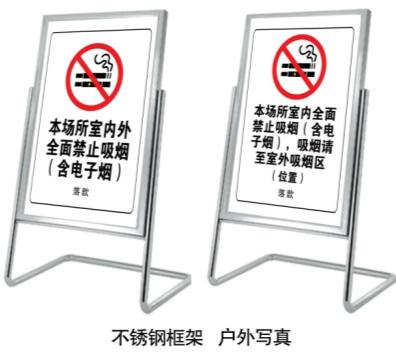 本场所室内外
全面禁止吸烟
（含电子烟）
落款
本场所室内全面
禁止吸烟（含电
子烟），吸烟请
至室外吸烟区
（位置）
落款
不锈钢框架 户外写真